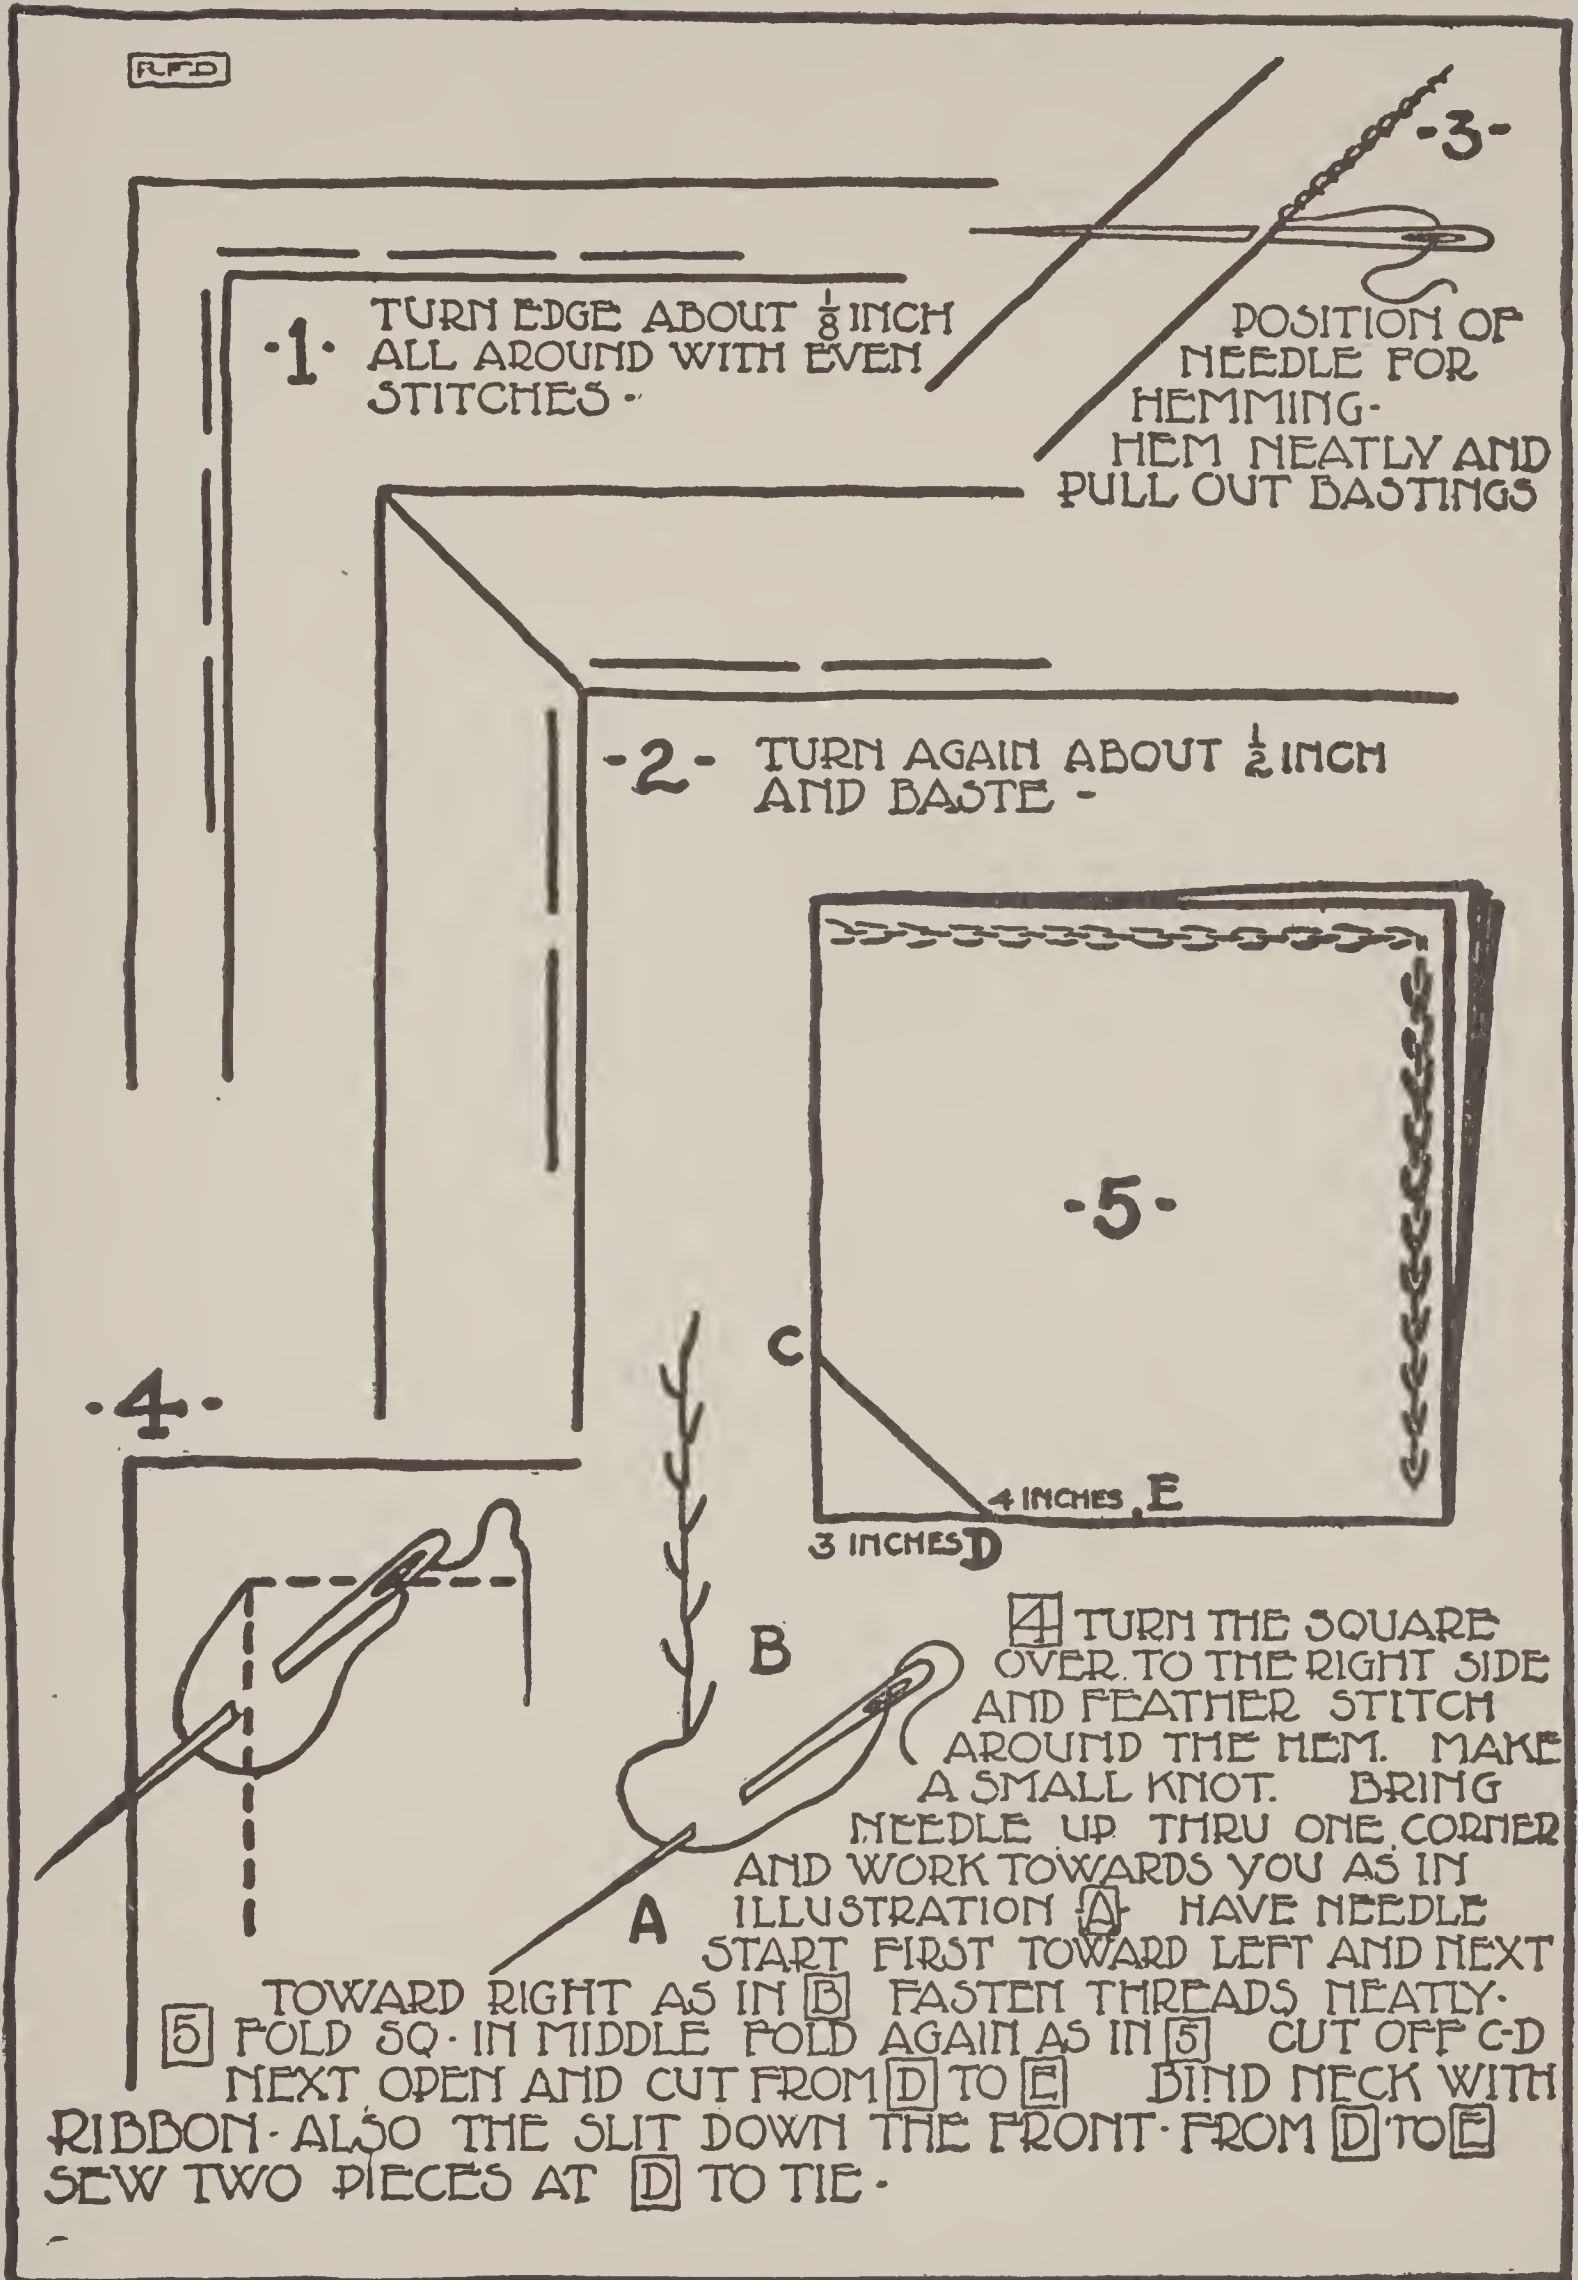 RFD
-3-
·1· TURN EDGE ABOUT 1/8 INCH
ALL AROUND WITH EVEN
STITCHES -
POSITION OF
NEEDLE FOR
HEMMING-
HEM NEATLY AND
PULL OUT BASTINGS
-2- TURN AGAIN ABOUT 1/2 INCH
AND BASTE -
-5-
C
4 INCHES E
3 INCHES D
-4-
B
A
4 TURN THE SQUARE
OVER TO THE RIGHT SIDE
AND FEATHER STITCH
AROUND THE HEM. MAKE
A SMALL KNOT. BRING
NEEDLE UP THRU ONE CORNER
AND WORK TOWARDS YOU AS IN
ILLUSTRATION A HAVE NEEDLE
START FIRST TOWARD LEFT AND NEXT
TOWARD RIGHT AS IN B FASTEN THREADS NEATLY·
5 FOLD SQ· IN MIDDLE FOLD AGAIN AS IN 5 CUT OFF C-D
NEXT OPEN AND CUT FROM D TO E BIND NECK WITH
RIBBON· ALSO THE SLIT DOWN THE FRONT· FROM D TO E
SEW TWO PIECES AT D TO TIE·